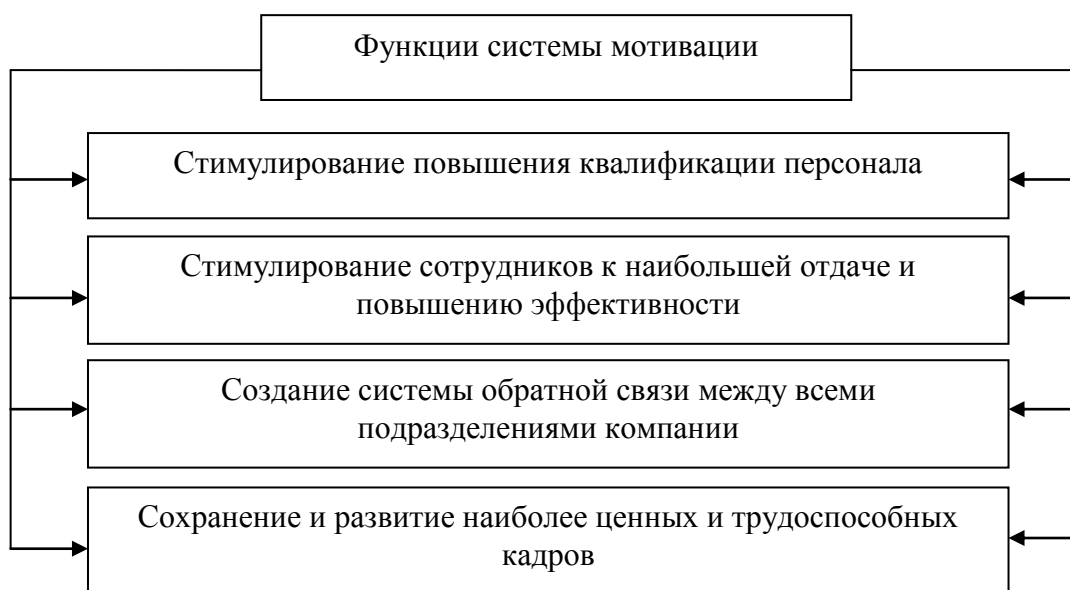 Функции системы мотивации
Стимулирование повышения квалификации персонала
Стимулирование сотрудников к наибольшей отдаче и
повышению эффективности
Создание системы обратной связи между всеми
подразделениями компании
Сохранение и развитие наиболее ценных и трудоспособных
кадров